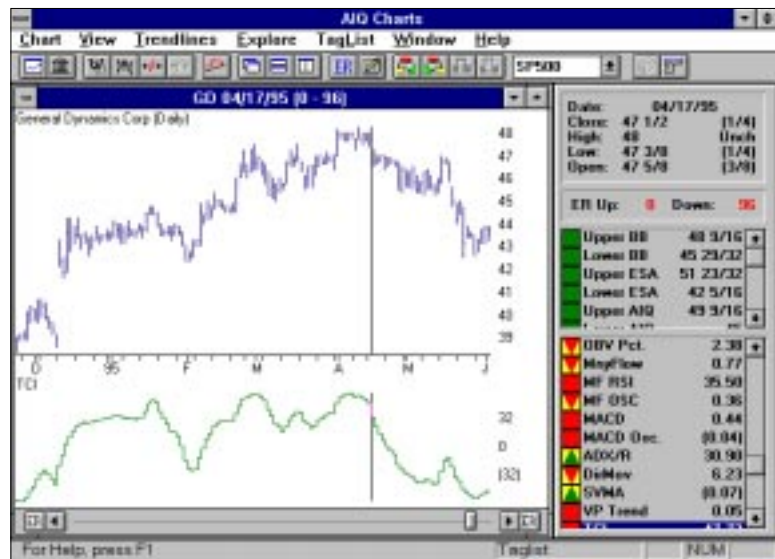 AIQ Charts
Chart View Trendlines Explore TagList Window Help
ER SP500
GD 04/17/95 (0 - 96)
General Dynamics Corp (Daily)
48
47
46
45
44
43
42
41
40
39
D 95 F M A M J
TCI
32
0
(32)
Date: 04/17/95
Close: 47 1/2 (1/4)
High: 48 Unch
Low: 47 3/8 (1/4)
Open: 47 5/8 (3/8)
ER Up: 0 Down: 96
Upper BB 48 9/16
Lower BB 45 29/32
Upper ESA 51 23/32
Lower ESA 42 5/16
Upper AIQ 49 9/16
OBV Pct. 2.38
MnyFlow 0.77
MF RSI 35.50
MF OSC 0.36
MACD 0.44
MACD Osc. (0.04)
ADX/R 30.90
DirMov 6.23
SVMA (0.07)
VP Trend 0.05
For Help, press F1
Taglist
NUM